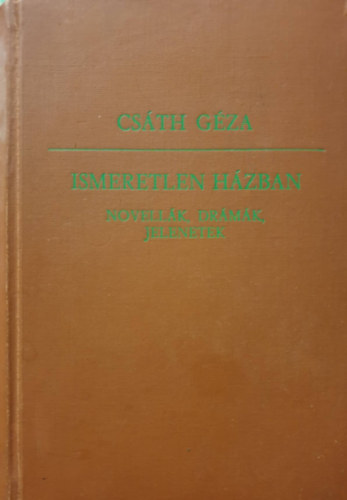 CSÁTH GÉZA
ISMERETLEN HÁZBAN
NOVELLÁK, DRÁMÁK,
JELENETEK